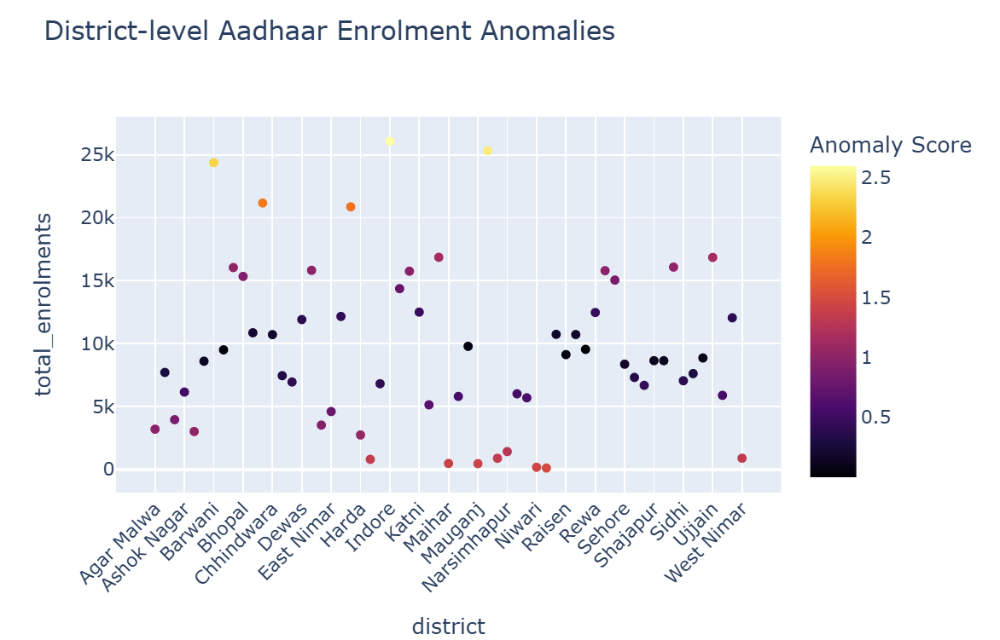 District-level Aadhaar Enrolment Anomalies
Anomaly Score
25k
20k
15k
10k
5k
0
total_enrolments
2.5
2
1.5
1
0.5
Agar Malwa
Ashok Nagar
Barwani
Bhopal
Chhindwara
Dewas
East Nimar
Harda
Indore
Katni
Maihar
Mauganj
Narsimhapur
Niwari
Raisen
Rewa
Sehore
Shajapur
Sidhi
Ujjain
West Nimar
district